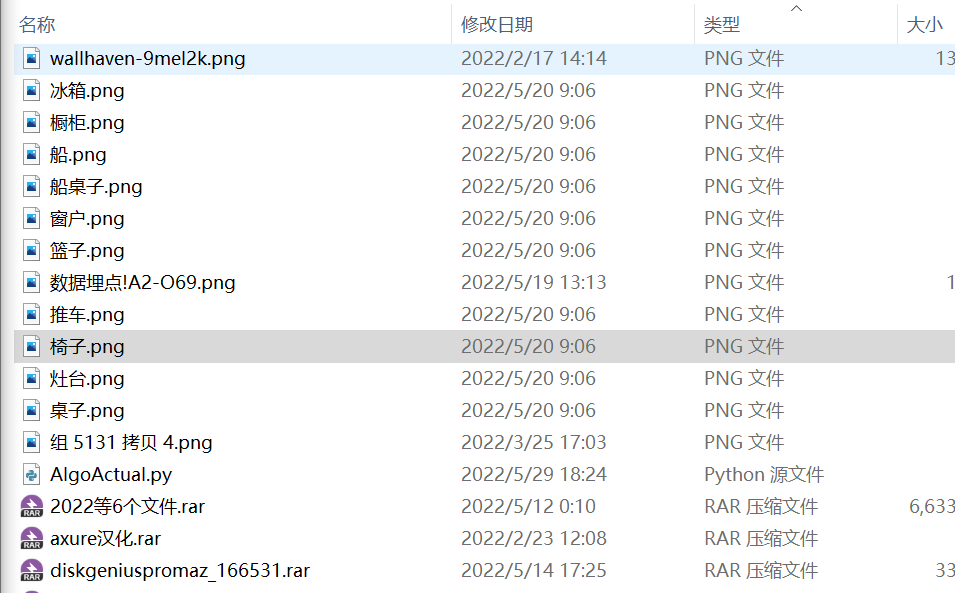 名称 修改日期 类型 大小
wallhaven-9mel2k.png 2022/2/17 14:14 PNG 文件 13
冰箱.png 2022/5/20 9:06 PNG 文件
橱柜.png 2022/5/20 9:06 PNG 文件
船.png 2022/5/20 9:06 PNG 文件
船桌子.png 2022/5/20 9:06 PNG 文件
窗户.png 2022/5/20 9:06 PNG 文件
篮子.png 2022/5/20 9:06 PNG 文件
数据埋点!A2-O69.png 2022/5/19 13:13 PNG 文件 1
推车.png 2022/5/20 9:06 PNG 文件
椅子.png 2022/5/20 9:06 PNG 文件
灶台.png 2022/5/20 9:06 PNG 文件
桌子.png 2022/5/20 9:06 PNG 文件
组 5131 拷贝 4.png 2022/3/25 17:03 PNG 文件
AlgoActual.py 2022/5/29 18:24 Python 源文件
2022等6个文件.rar 2022/5/12 0:10 RAR 压缩文件 6,633
axure汉化.rar 2022/2/23 12:08 RAR 压缩文件
diskgeniuspromaz_166531.rar 2022/5/14 17:25 RAR 压缩文件 33